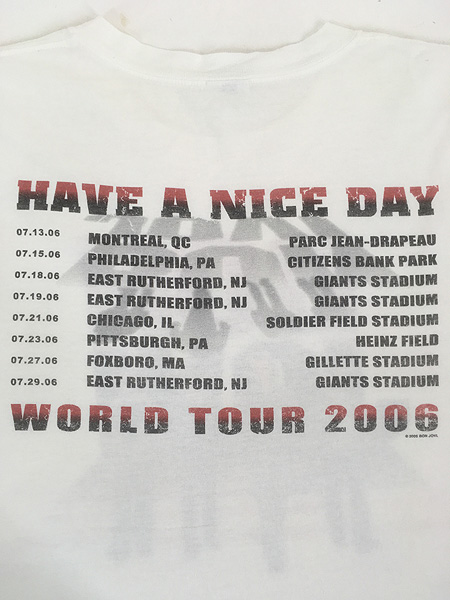 HAVE A NICE DAY
07.13.06 MONTREAL, QC PARC JEAN-DRAPEAU
07.15.06 PHILADELPHIA, PA CITIZENS BANK PARK
07.18.06 EAST RUTHERFORD, NJ GIANTS STADIUM
07.19.06 EAST RUTHERFORD, NJ GIANTS STADIUM
07.21.06 CHICAGO, IL SOLDIER FIELD STADIUM
07.23.06 PITTSBURGH, PA HEINZ FIELD
07.27.06 FOXBORO, MA GILLETTE STADIUM
07.29.06 EAST RUTHERFORD, NJ GIANTS STADIUM
WORLD TOUR 2006
© 2006 BON JOVI.